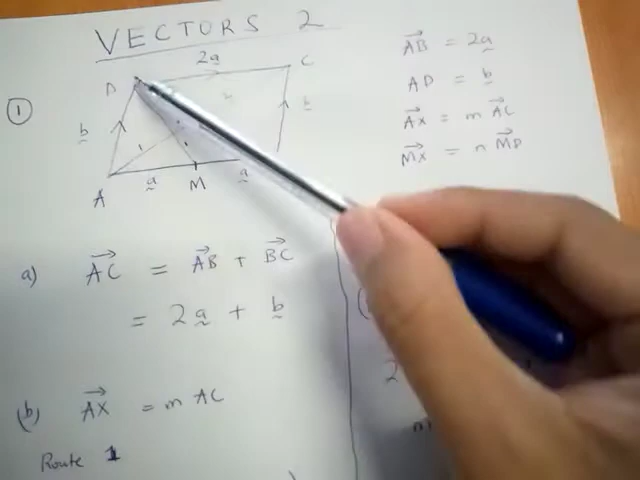 VECTORS 2
2a
C
D
b
b
A
a
M
a
①
AB = 2a
AD = b
AX = m AC
MX = n MD
a) AC = AB + BC
= 2a + b
(b) AX = m AC
Route 1
2